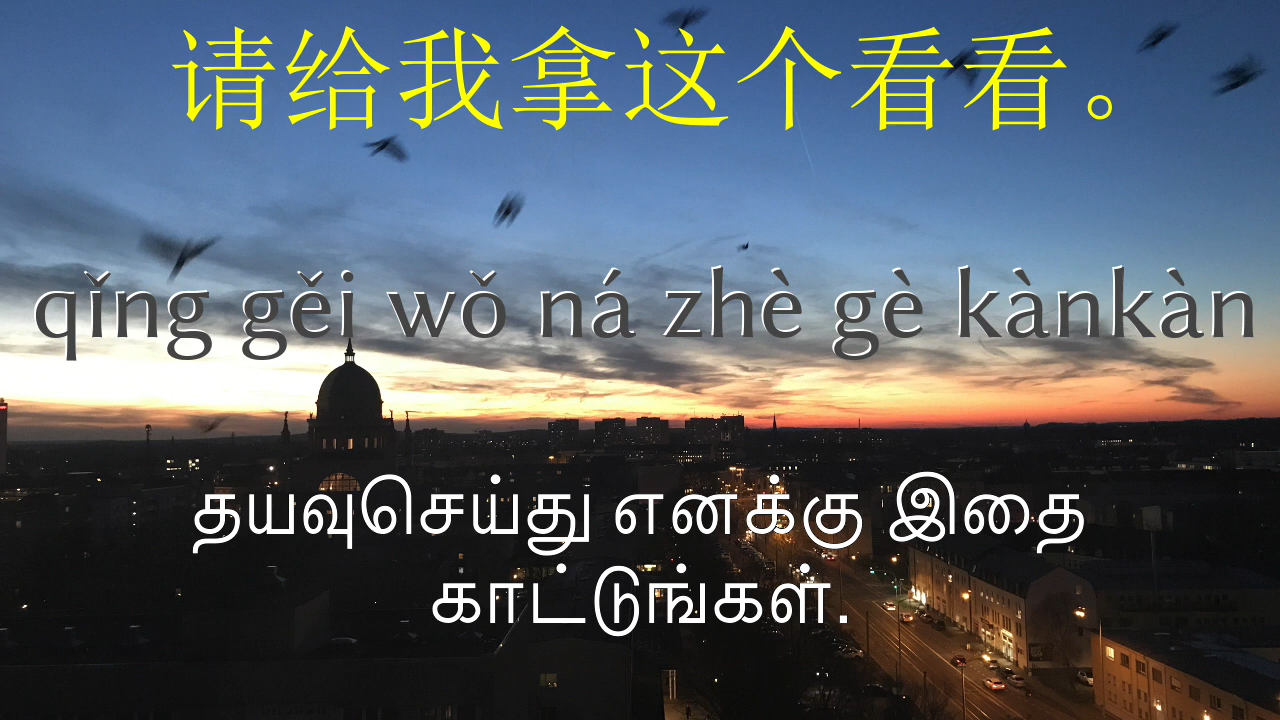 请给我拿这个看看。
qǐng gěi wǒ ná zhè gè kànkàn
தயவுசெய்து எனக்கு இதை
காட்டுங்கள்.